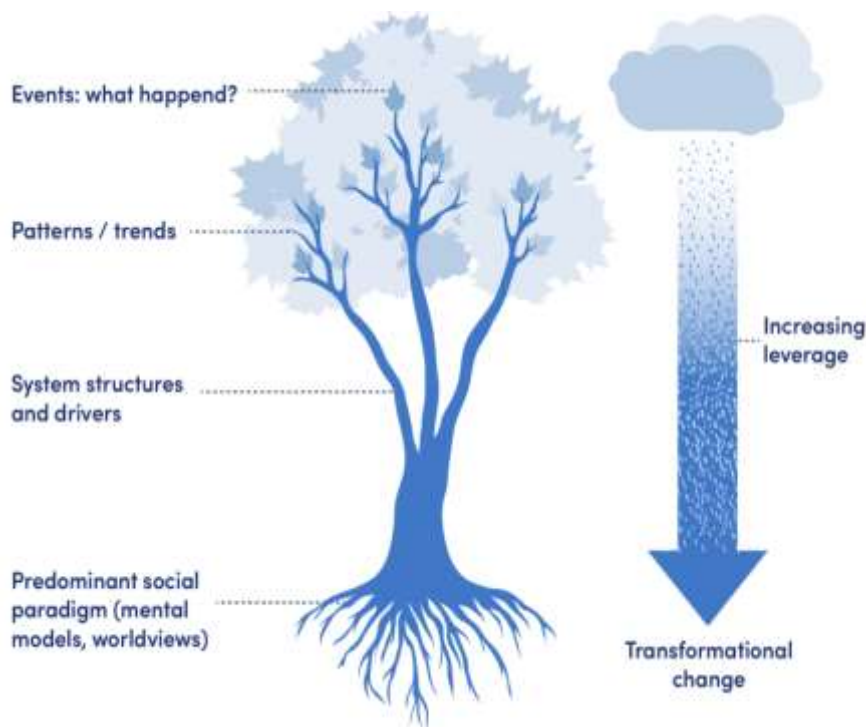 Events: what happend?
Patterns / trends
System structures
and drivers
Predominant social
paradigm (mental
models, worldviews)
Increasing
leverage
Transformational
change